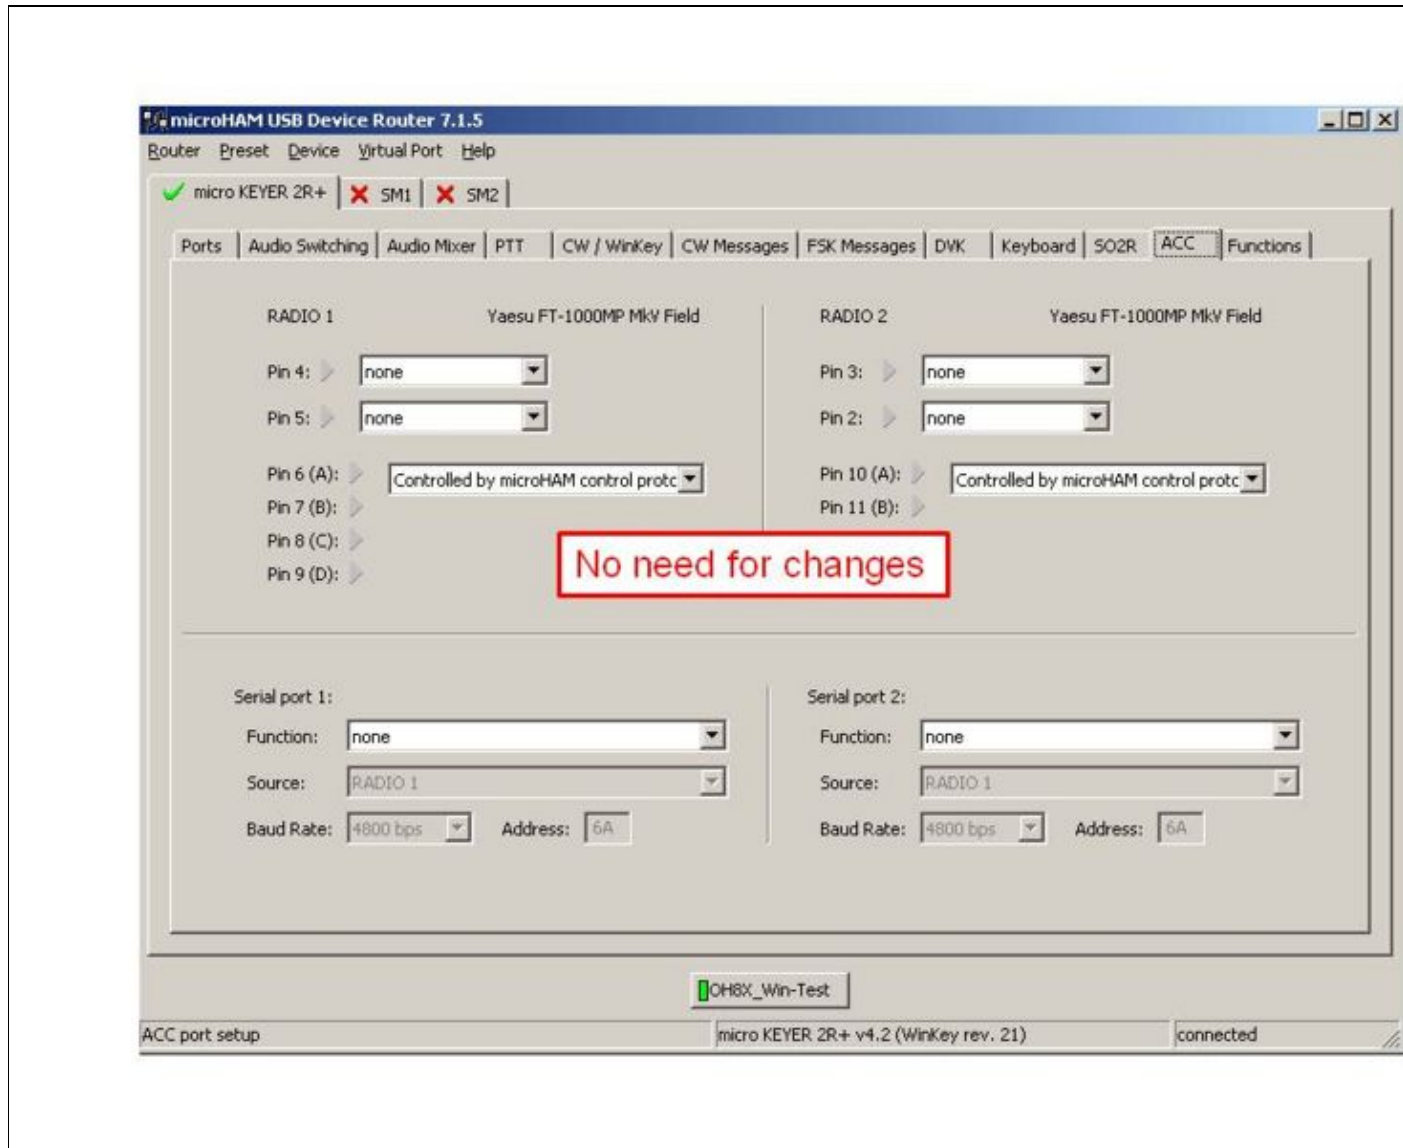 microHAM USB Device Router 7.1.5
Router Preset Device Virtual Port Help
micro KEYER 2R+ SM1 SM2
Ports Audio Switching Audio Mixer PTT CW / WinKey CW Messages FSK Messages DVK Keyboard SO2R ACC Functions
RADIO 1 Yaesu FT-1000MP MkV Field RADIO 2 Yaesu FT-1000MP MkV Field
Pin 4: none Pin 3: none
Pin 5: none Pin 2: none
Pin 6 (A): Controlled by microHAM control protc Pin 10 (A): Controlled by microHAM control protc
Pin 7 (B): Pin 11 (B):
Pin 8 (C):
No need for changes
Pin 9 (D):
Serial port 1: Serial port 2:
Function: none Function: none
Source: RADIO 1 Source: RADIO 1
Baud Rate: 4800 bps Address: 6A Baud Rate: 4800 bps Address: 6A
OH8X_Win-Test
ACC port setup micro KEYER 2R+ v4.2 (WinKey rev. 21) connected